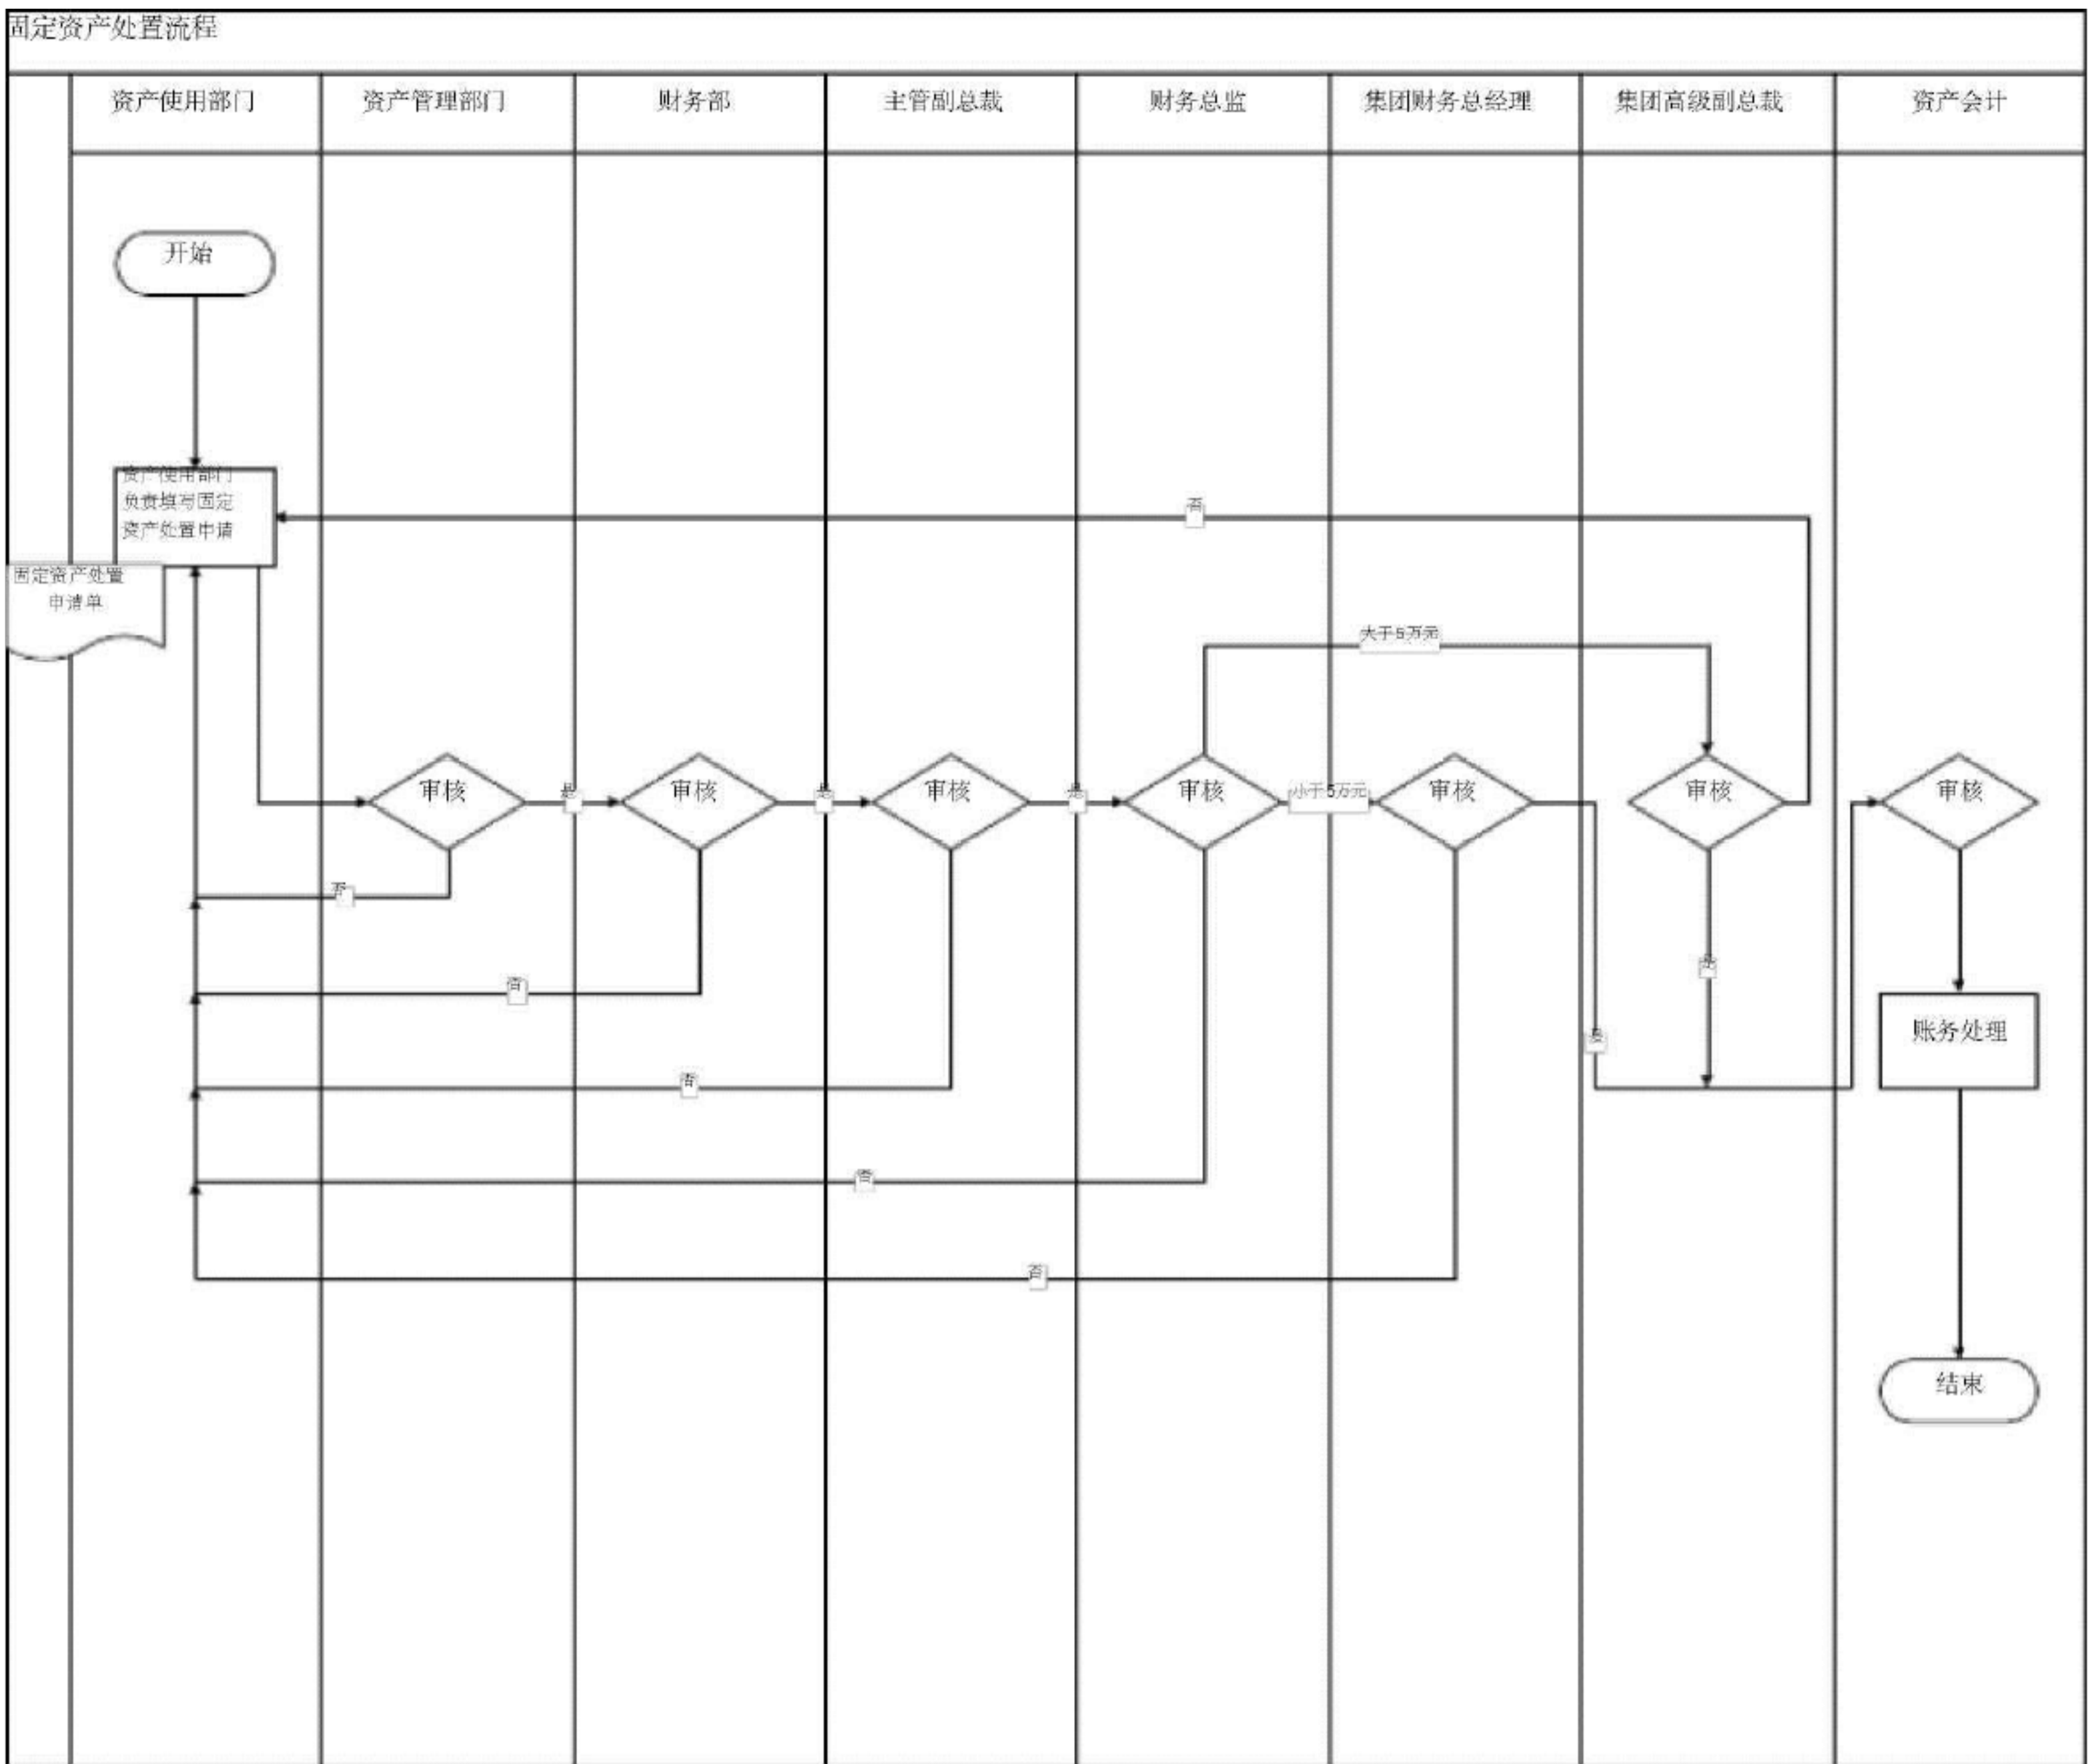 固定资产处置流程
资产使用部门
资产管理部门
财务部
主管副总裁
财务总监
集团财务总经理
集团高级副总裁
资产会计
开始
资产使用部门
负责填写固定
资产处置申请
否
固定资产处置
申请单
大于5万元
审核
是
审核
是
审核
是
审核
小于5万元
审核
审核
审核
否
是
否
账务处理
是
否
否
否
结束